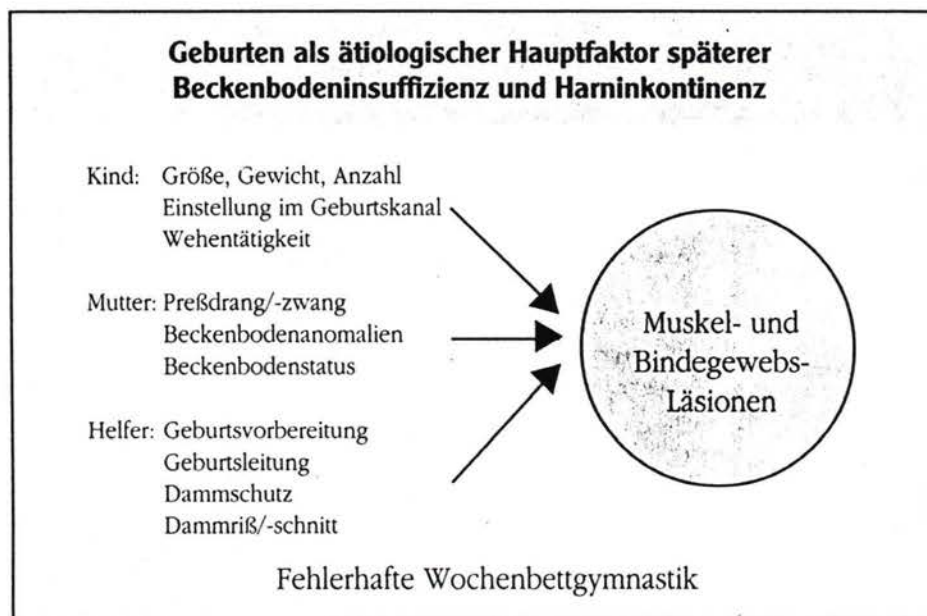 Geburten als ätiologischer Hauptfaktor späterer
Beckenbodeninsuffizienz und Harninkontinenz
Kind: Größe, Gewicht, Anzahl
Einstellung im Geburtskanal
Wehentätigkeit
Mutter: Preßdrang/-zwang
Beckenbodenanomalien
Beckenbodenstatus
Helfer: Geburtsvorbereitung
Geburtsleitung
Dammschutz
Dammriß/-schnitt
Muskel- und
Bindegewebs-
Läsionen
Fehlerhafte Wochenbettgymnastik